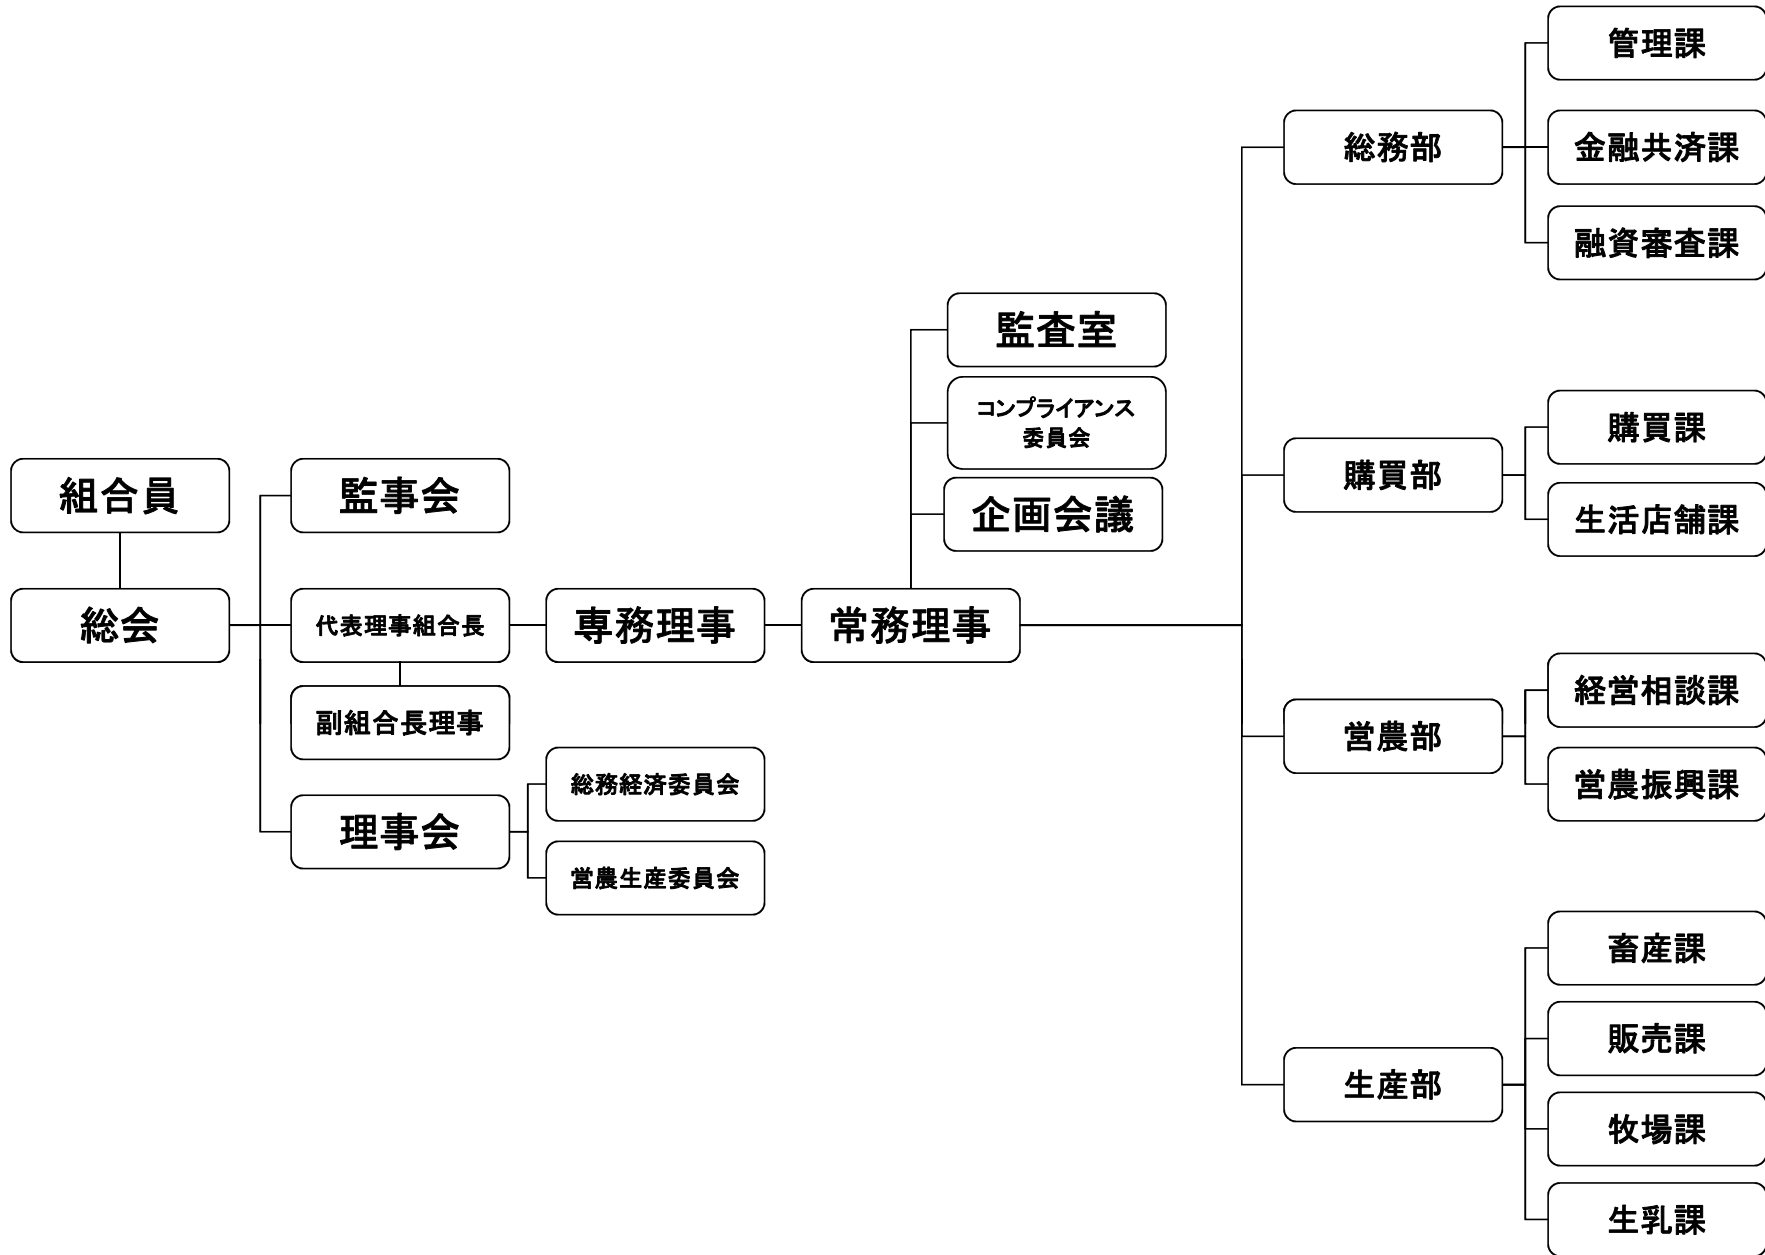 組合員
総会
監事会
代表理事組合長
副組合長理事
理事会
総務経済委員会
営農生産委員会
専務理事
常務理事
監査室
コンプライアンス
委員会
企画会議
総務部
管理課
金融共済課
融資審査課
購買部
購買課
生活店舗課
営農部
経営相談課
営農振興課
生産部
畜産課
販売課
牧場課
生乳課